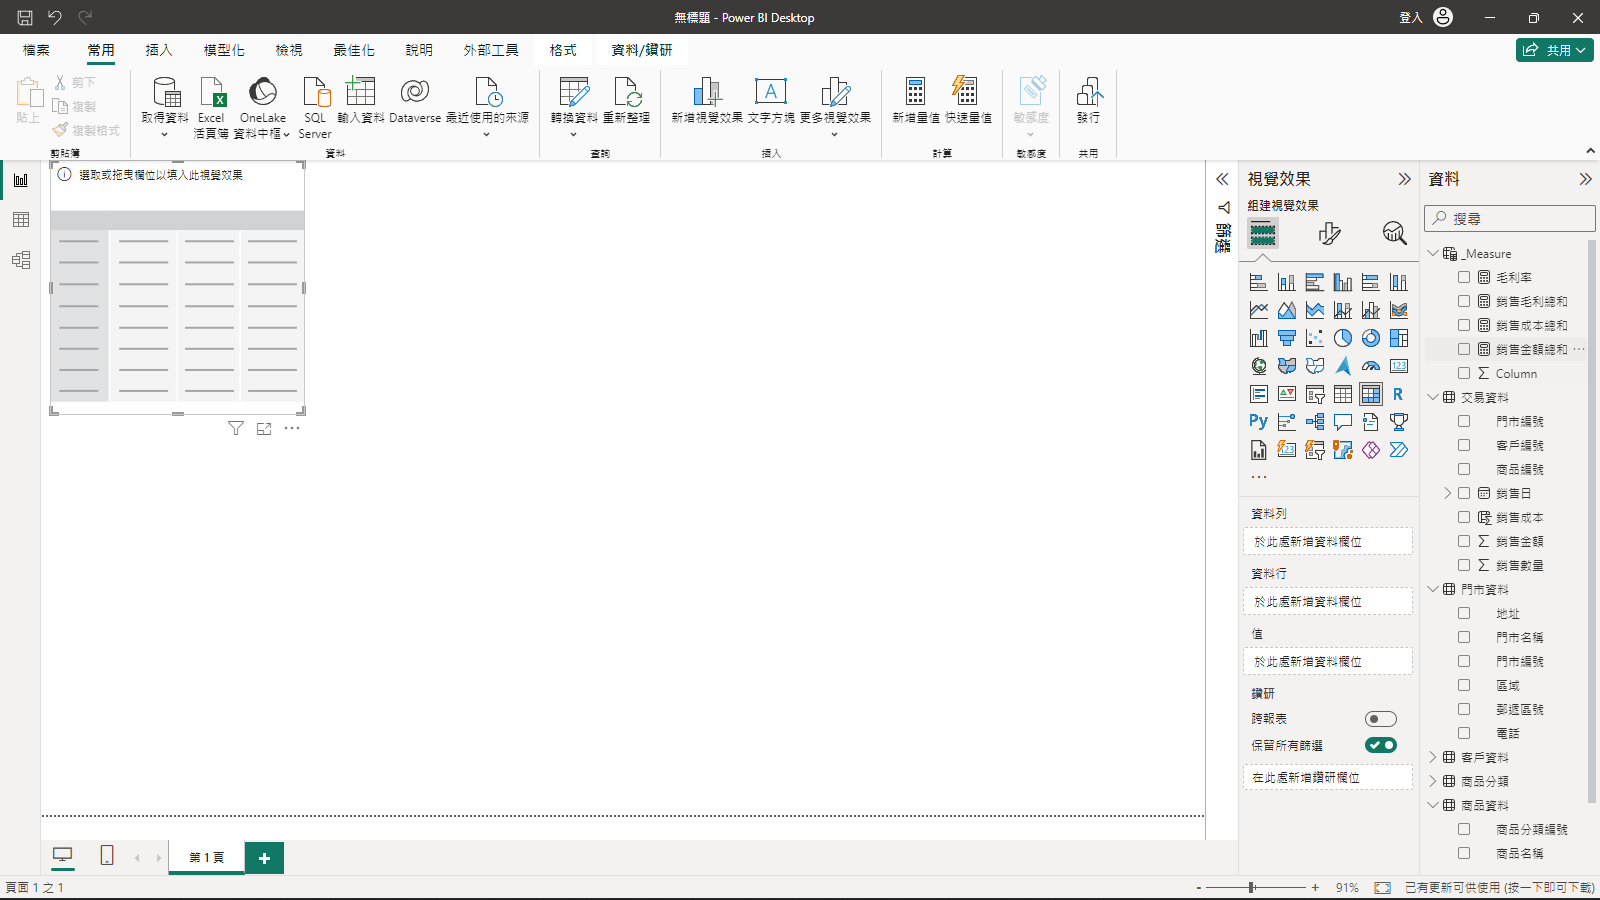 無標題 - Power BI Desktop
登入
檔案 常用 插入 模型化 檢視 最佳化 說明 外部工具 格式 資料/鑽研
共用
貼上
剪下
複製
複製格式
剪貼簿
取得資料
Excel 活頁簿
OneLake 資料中樞
SQL Server
輸入資料
Dataverse
最近使用的來源
資料
轉換資料
重新整理
查詢
新增視覺效果
文字方塊
更多視覺效果
插入
新增量值
快速量值
計算
敏感度
敏感度
發行
共用
選取或拖曳欄位以填入此視覺效果
篩選
視覺效果
組建視覺效果
R
Py
123
123
資料列
於此處新增資料欄位
資料行
於此處新增資料欄位
值
於此處新增資料欄位
鑽研
跨報表
保留所有篩選
在此處新增鑽研欄位
資料
搜尋
_Measure
毛利率
銷售毛利總和
銷售成本總和
銷售金額總和
Column
交易資料
門市編號
客戶編號
商品編號
銷售日
銷售成本
銷售金額
銷售數量
門市資料
地址
門市名稱
門市編號
區域
郵遞區號
電話
客戶資料
商品分類
商品資料
商品分類編號
商品名稱
第 1 頁
頁面 1 之 1
91%
已有更新可供使用 (按一下即可下載)